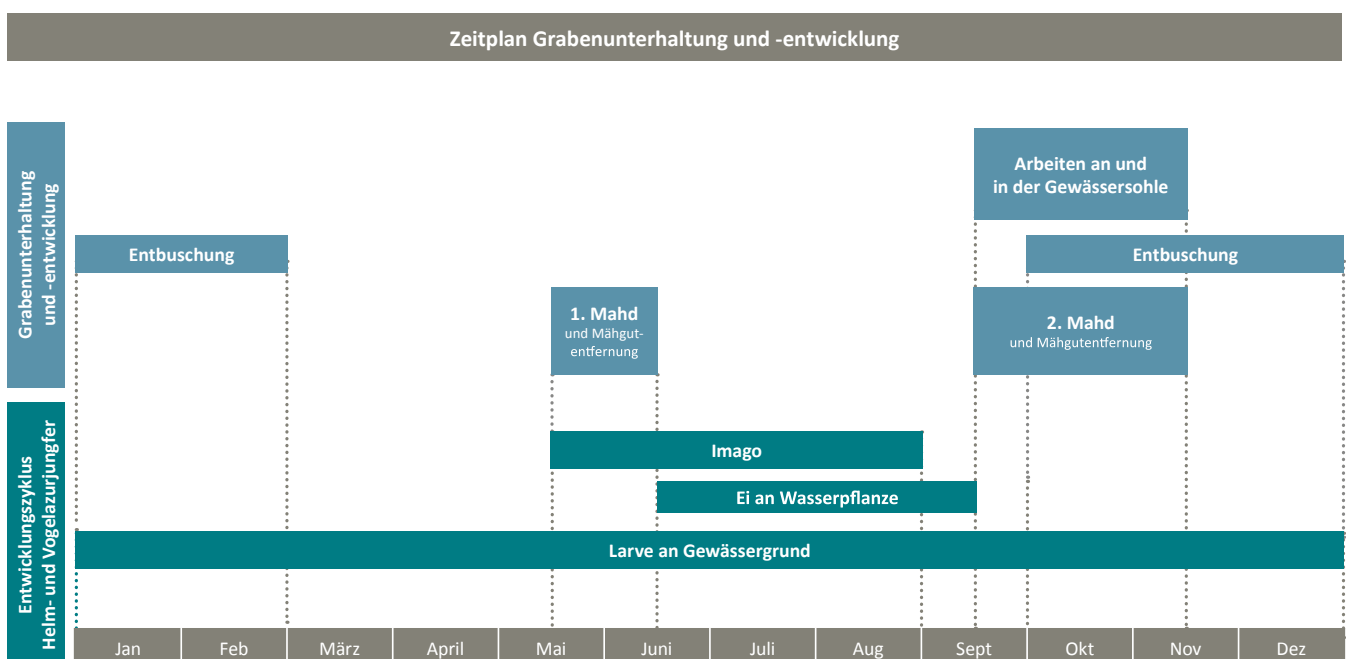 Zeitplan Grabenunterhaltung und -entwicklung
Grabenunterhaltung
und -entwicklung
Arbeiten an und
in der Gewässersohle
Entbuschung
Entbuschung
1. Mahd
und Mähgut-
entfernung
2. Mahd
und Mähgutentfernung
Entwicklungszyklus
Helm- und Vogelazurjungfer
Imago
Ei an Wasserpflanze
Larve an Gewässergrund
Jan
Feb
März
April
Mai
Juni
Juli
Aug
Sept
Okt
Nov
Dez